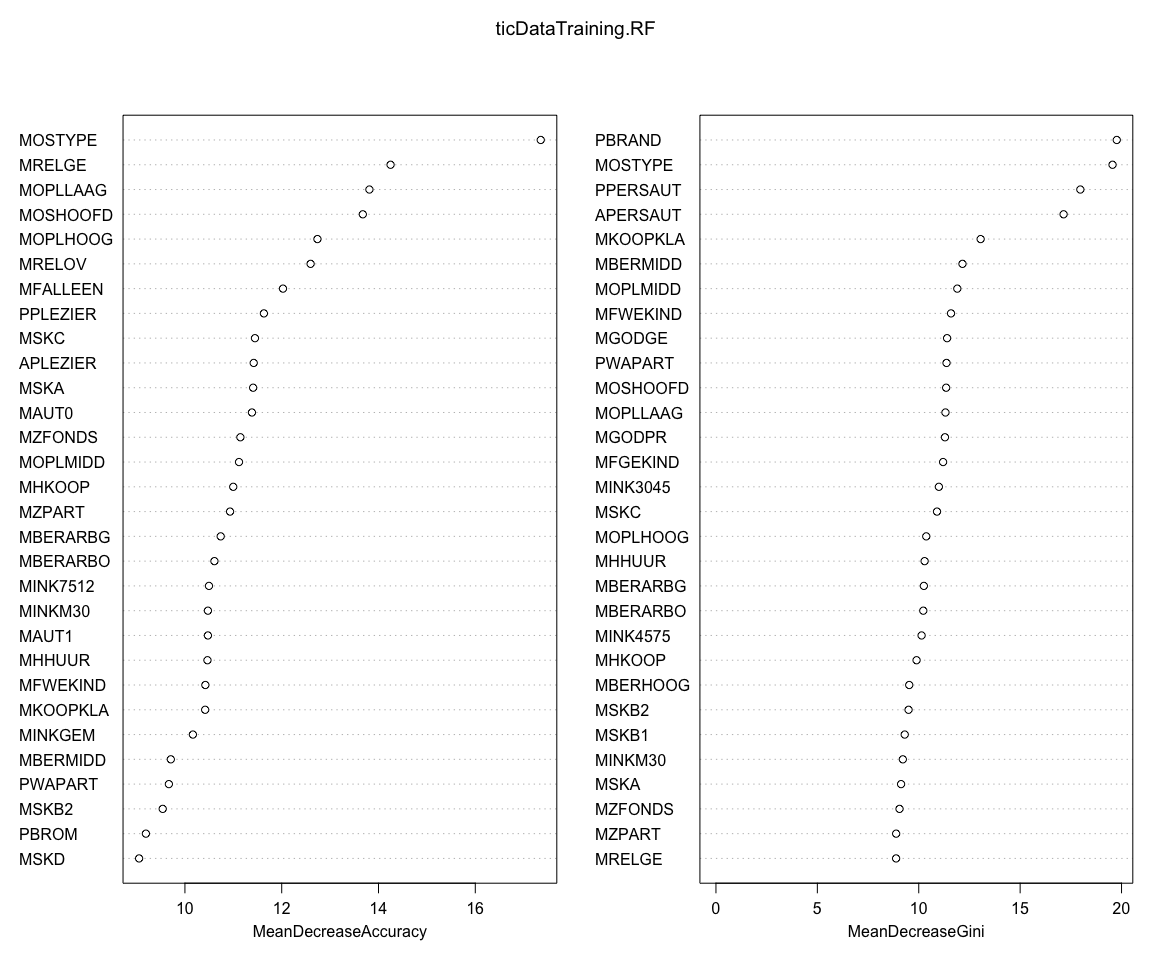 ticDataTraining.RF
MOSTYPE
MRELGE
MOPLLAAG
MOSHOOFD
MOPLHOOG
MRELOV
MFALLEEN
PPLEZIER
MSKC
APLEZIER
MSKA
MAUT0
MZFONDS
MOPLMIDD
MHKOOP
MZPART
MBERARBG
MBERARBO
MINK7512
MINKM30
MAUT1
MHHUUR
MFWEKIND
MKOOPKLA
MINKGEM
MBERMIDD
PWAPART
MSKB2
PBROM
MSKD
10 12 14 16
MeanDecreaseAccuracy
PBRAND
MOSTYPE
PPERSAUT
APERSAUT
MKOOPKLA
MBERMIDD
MOPLMIDD
MFWEKIND
MGODGE
PWAPART
MOSHOOFD
MOPLLAAG
MGODPR
MFGEKIND
MINK3045
MSKC
MOPLHOOG
MHHUUR
MBERARBG
MBERARBO
MINK4575
MHKOOP
MBERHOOG
MSKB2
MSKB1
MINKM30
MSKA
MZFONDS
MZPART
MRELGE
0 5 10 15 20
MeanDecreaseGini